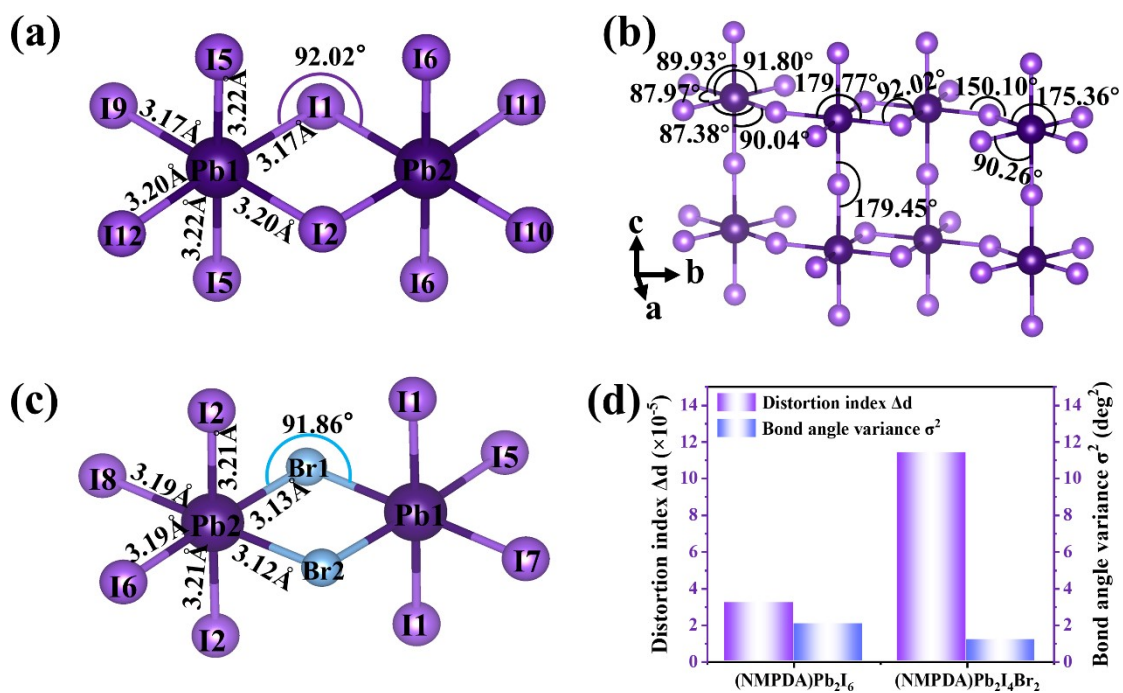 (a)
92.02°
I5
I6
I9
I1
I11
3.22Å
3.17Å
3.17Å
Pb1
Pb2
3.20Å
3.20Å
3.22Å
I12
I2
I10
I5
I6
(b)
89.93°
91.80°
87.97°
179.77°
92.02°
150.10°
175.36°
87.38°
90.04°
90.26°
179.45°
c
b
a
(c)
91.86°
I2
I1
3.21Å
Br1
I8
I5
3.19Å
3.13Å
Pb2
Pb1
3.19Å
3.12Å
3.21Å
Br2
I6
I7
I2
I1
(d)
Distortion index Δd (×10⁻⁵)
14
12
10
8
6
4
2
0
Distortion index Δd
Bond angle variance σ²
14
12
10
8
6
4
2
0
Bond angle variance σ² (deg⁻²)
(NMPDA)Pb₂I₆
(NMPDA)Pb₂I₄Br₂